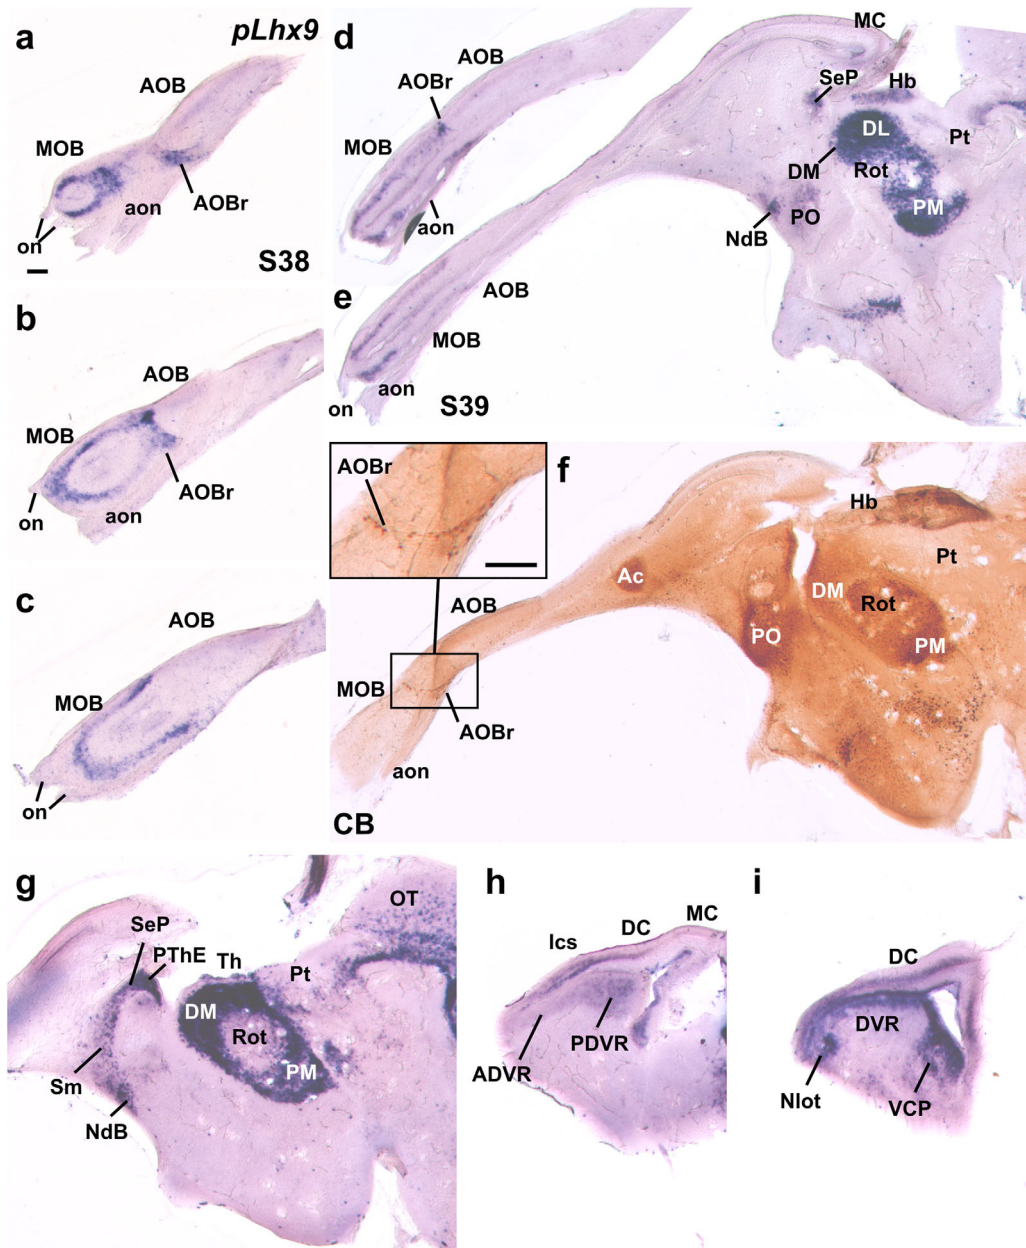 a
pLhx9
AOB
MOB
aon
AOBr
on
S38
b
AOB
MOB
AOBr
on
aon
c
AOB
MOB
on
d
MC
AOB
AOBr
SeP
Hb
MOB
DL
Pt
DM
Rot
aon
PM
PO
NdB
e
AOB
MOB
aon
on
S39
f
AOBr
Hb
Pt
Ac
DM
AOB
Rot
PO
PM
MOB
AOBr
aon
CB
g
OT
SeP
PThE
Th
Pt
DM
Rot
PM
Sm
NdB
h
MC
DC
lcs
PDVR
ADVR
i
DC
DVR
Nlot
VCP